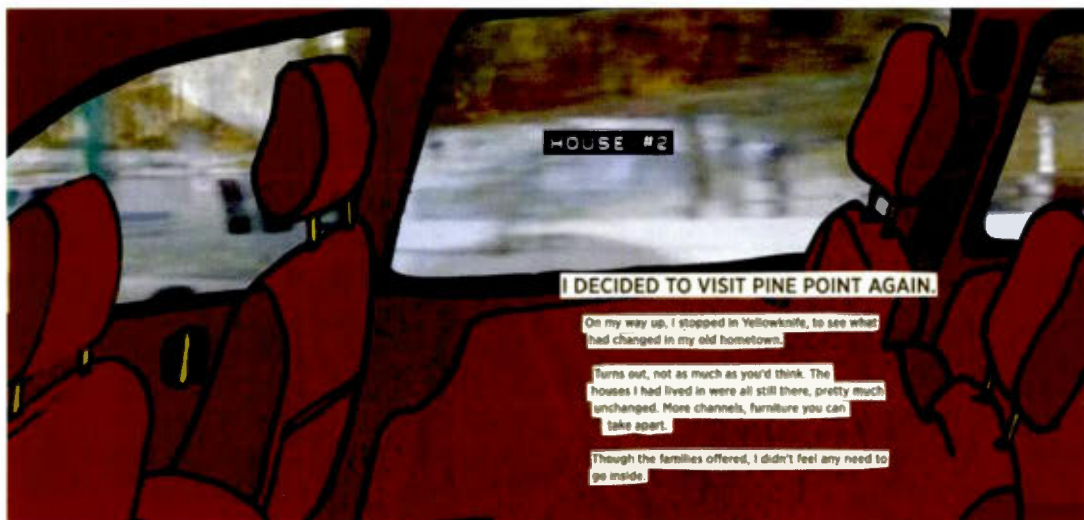 HOUSE #2
I DECIDED TO VISIT PINE POINT AGAIN.
On my way up, I stopped in Yellowknife, to see what
had changed in my old hometown.
Turns out, not as much as you'd think. The
houses I had lived in were all still there, pretty much
unchanged. More channels, furniture you can
take apart.
Though the families offered, I didn't feel any need to
go inside.